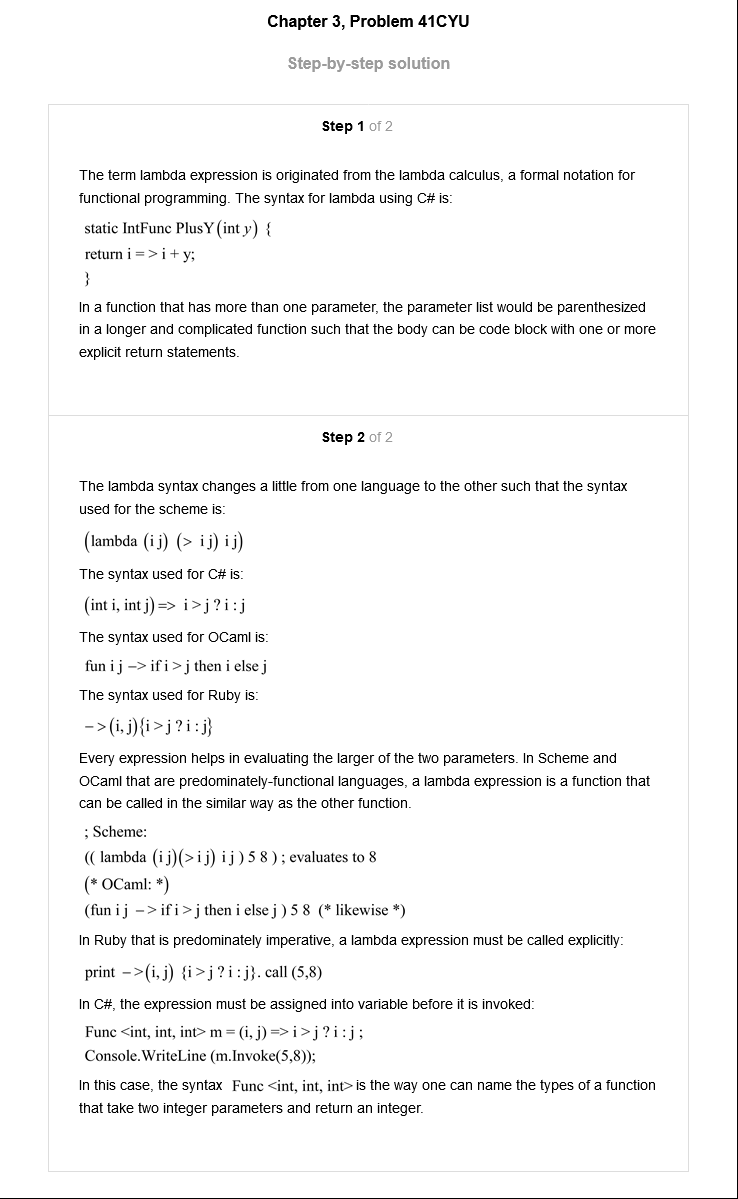 Chapter 3, Problem 41CYU
Step-by-step solution
Step 1 of 2
The term lambda expression is originated from the lambda calculus, a formal notation for
functional programming. The syntax for lambda using C# is:
static IntFunc PlusY(int y) {
return i = > i + y;
}
In a function that has more than one parameter, the parameter list would be parenthesized
in a longer and complicated function such that the body can be code block with one or more
explicit return statements.
Step 2 of 2
The lambda syntax changes a little from one language to the other such that the syntax
used for the scheme is:
(lambda (i j) (> i j) i j)
The syntax used for C# is:
(int i, int j) => i > j ? i : j
The syntax used for OCaml is:
fun i j –> if i > j then i else j
The syntax used for Ruby is:
– > (i, j){i > j ? i : j}
Every expression helps in evaluating the larger of the two parameters. In Scheme and
OCaml that are predominately-functional languages, a lambda expression is a function that
can be called in the similar way as the other function.
; Scheme:
(( lambda (i j)(> i j) i j ) 5 8 ) ; evaluates to 8
(* OCaml: *)
(fun i j – > if i > j then i else j ) 5 8 (* likewise *)
In Ruby that is predominately imperative, a lambda expression must be called explicitly:
print – >(i, j) {i > j ? i : j}. call (5,8)
In C#, the expression must be assigned into variable before it is invoked:
Func <int, int, int> m = (i, j) => i > j ? i : j ;
Console.WriteLine (m.Invoke(5,8));
In this case, the syntax Func <int, int, int> is the way one can name the types of a function
that take two integer parameters and return an integer.